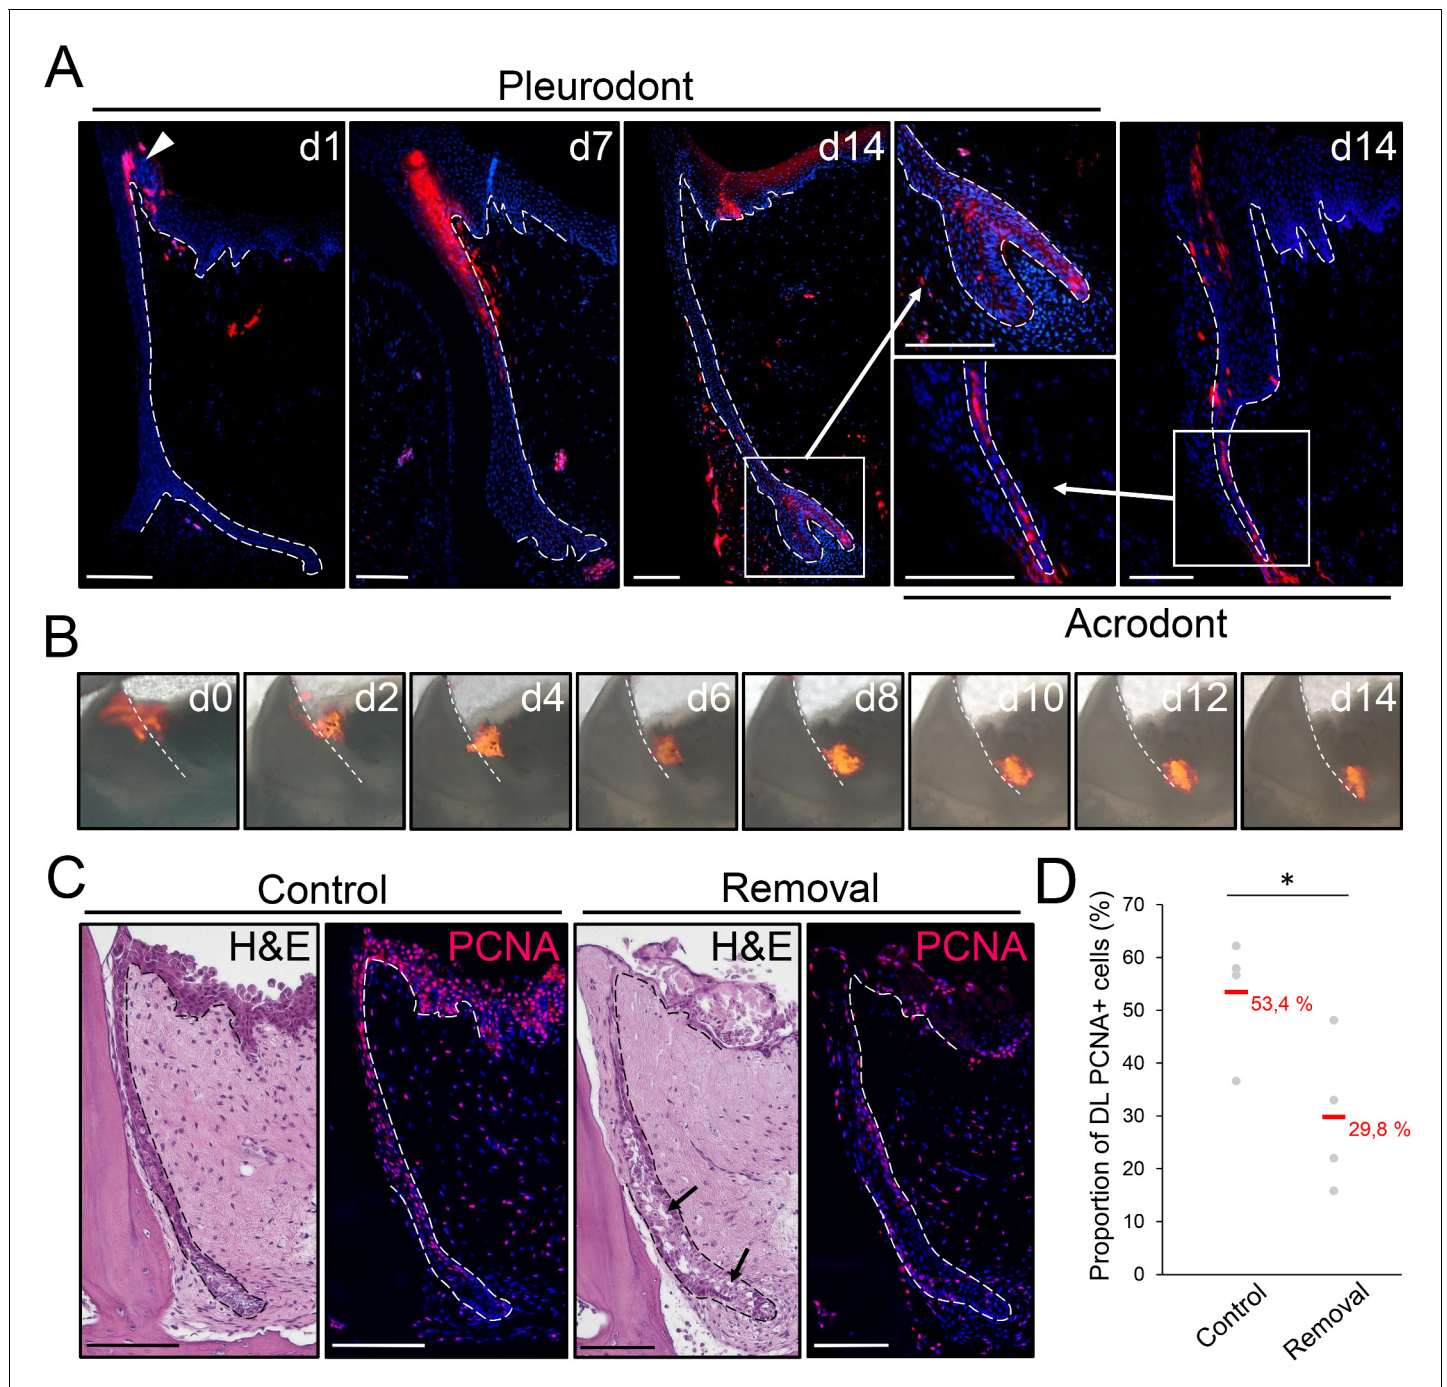 A
Pleurodont
d1
d7
d14
d14
Acrodont
B
d0
d2
d4
d6
d8
d10
d12
d14
C
Control
Removal
H&E
PCNA
H&E
PCNA
D
*
Proportion of DL PCNA+ cells (%)
70
60
50
40
30
20
10
0
53,4 %
29,8 %
Control
Removal